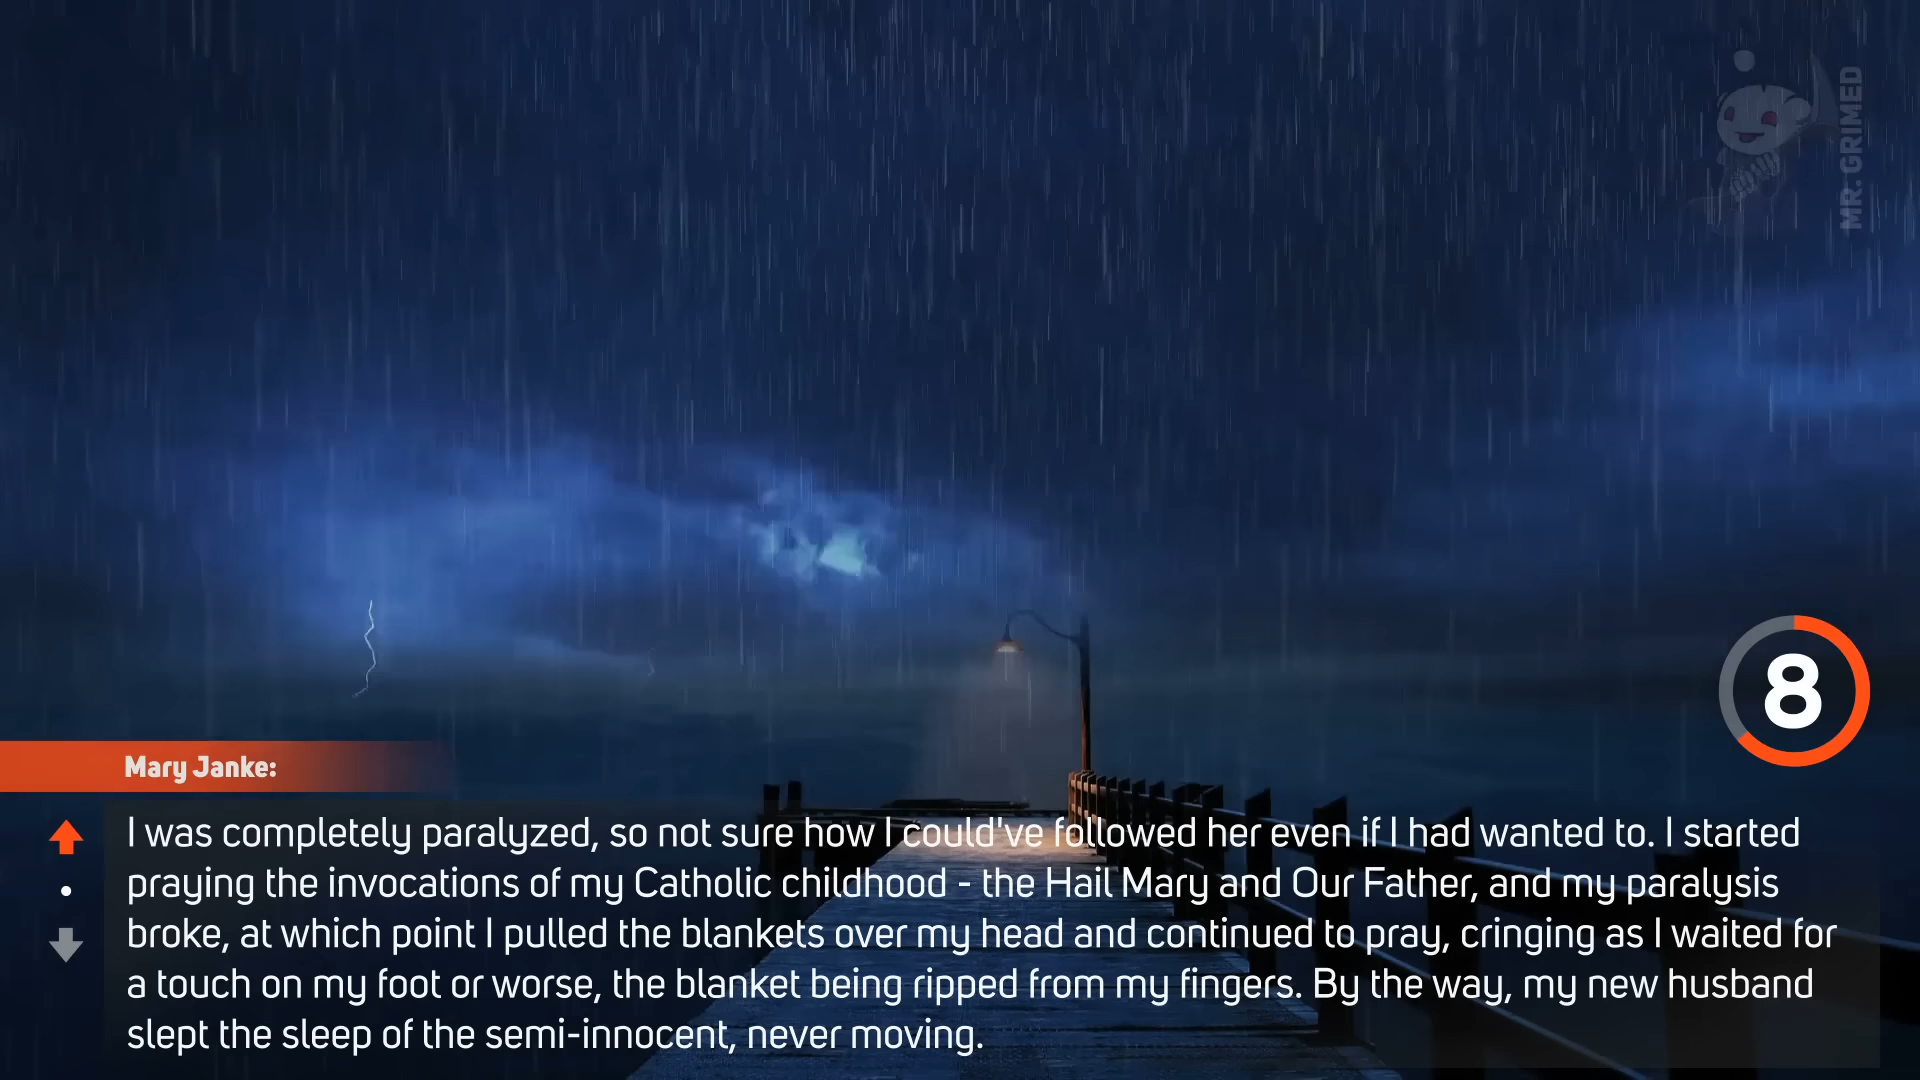 MR. GRIMED
8
Mary Janke:
I was completely paralyzed, so not sure how I could've followed her even if I had wanted to. I started
praying the invocations of my Catholic childhood - the Hail Mary and Our Father, and my paralysis
broke, at which point I pulled the blankets over my head and continued to pray, cringing as I waited for
a touch on my foot or worse, the blanket being ripped from my fingers. By the way, my new husband
slept the sleep of the semi-innocent, never moving.